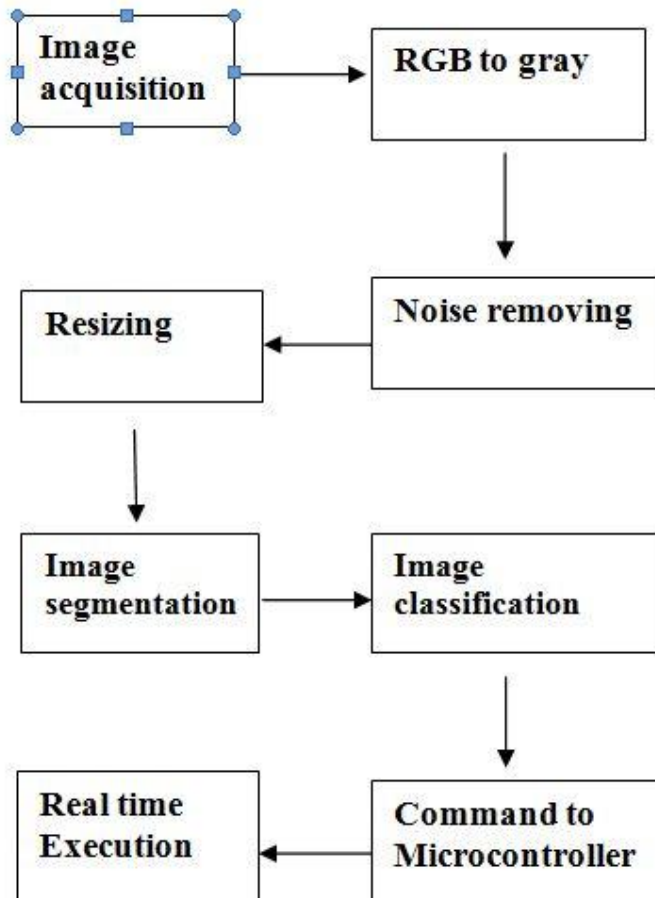 Image
acquisition
RGB to gray
Noise removing
Resizing
Image
segmentation
Image
classification
Command to
Microcontroller
Real time
Execution